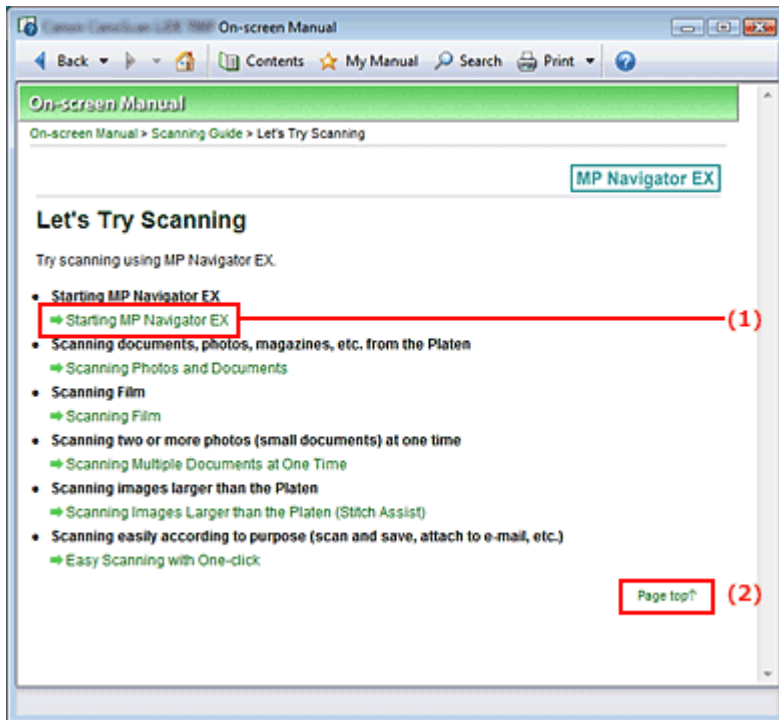 On-screen Manual
Back Contents My Manual Search Print
On-screen Manual
On-screen Manual > Scanning Guide > Let's Try Scanning
MP Navigator EX
Let's Try Scanning
Try scanning using MP Navigator EX.
• Starting MP Navigator EX
Starting MP Navigator EX
(1)
• Scanning documents, photos, magazines, etc. from the Platen
Scanning Photos and Documents
• Scanning Film
Scanning Film
• Scanning two or more photos (small documents) at one time
Scanning Multiple Documents at One Time
• Scanning images larger than the Platen
Scanning Images Larger than the Platen (Stitch Assist)
• Scanning easily according to purpose (scan and save, attach to e-mail, etc.)
Easy Scanning with One-click
Page top↑
(2)